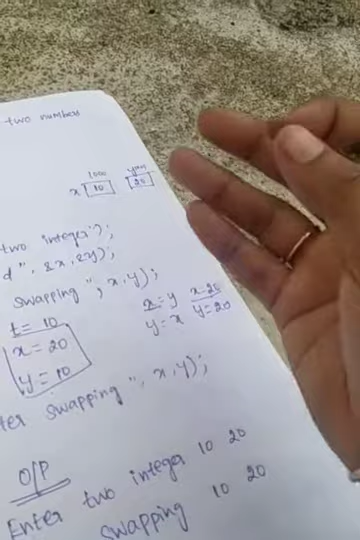 two numbers
1000
x 10 20
two integer");
d", &x, &y);
swapping ", x, y);
t = 10
x = 20
y = 10
x = y x=20
y = x y=20
ter swapping ", x, y);
O/P
Enter two integer 10 20
swapping 10 20